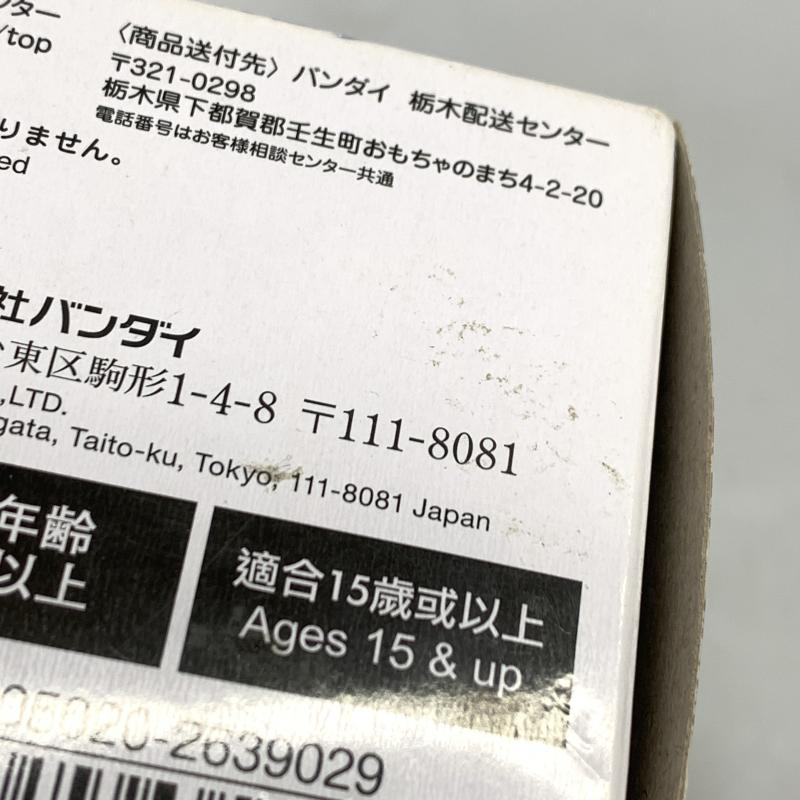 ンター
/top
〈商品送付先〉バンダイ 栃木配送センター
〒321-0298
栃木県下都賀郡壬生町おもちゃのまち4-2-20
電話番号はお客様相談センター共通
りません。
ed
社バンダイ
東区駒形1-4-8 〒111-8081
,LTD.
gata, Taito-ku, Tokyo, 111-8081 Japan
年齢
以上
適合15歳或以上
Ages 15 & up
05020-2639029